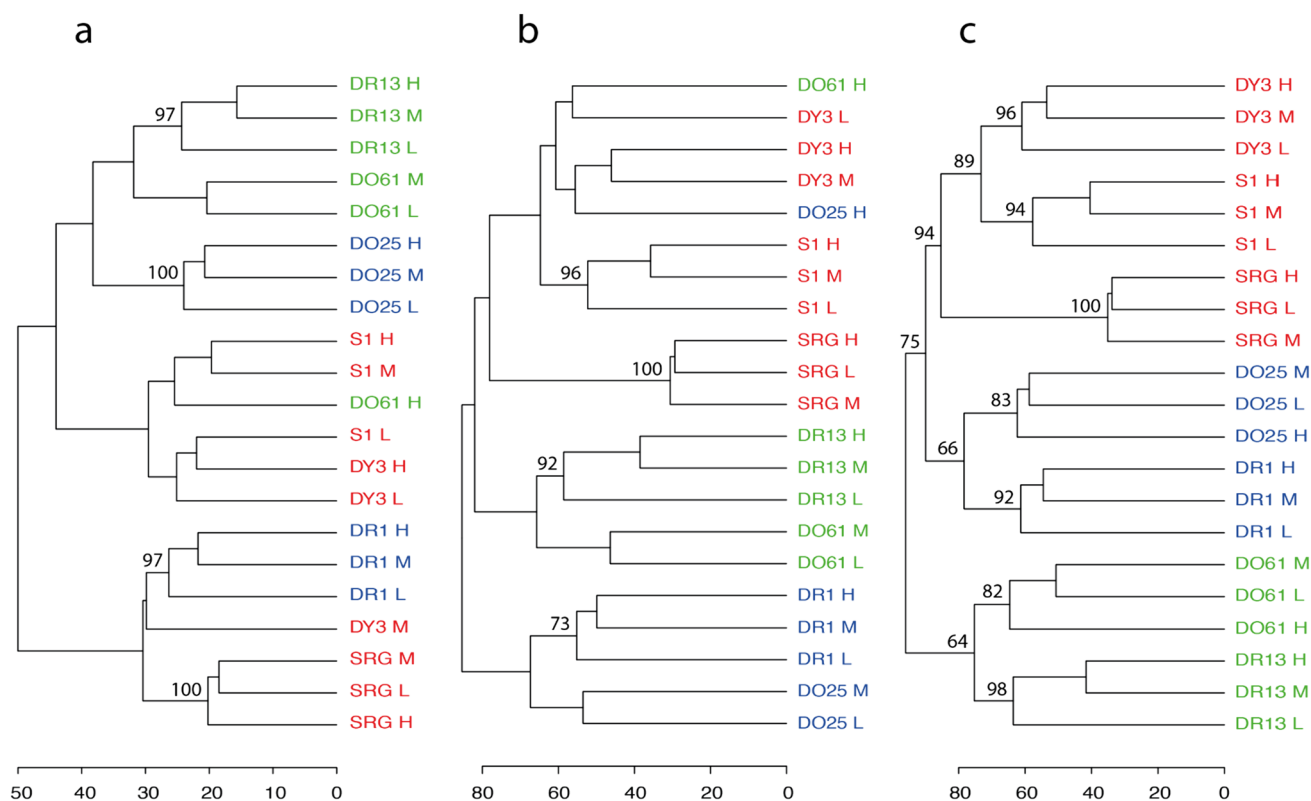 a
97
100
97
100
DR13 H
DR13 M
DR13 L
DO61 M
DO61 L
DO25 H
DO25 M
DO25 L
S1 H
S1 M
DO61 H
S1 L
DY3 H
DY3 L
DR1 H
DR1 M
DR1 L
DY3 M
SRG M
SRG L
SRG H
50 40 30 20 10 0
b
96
100
92
73
DO61 H
DY3 L
DY3 H
DY3 M
DO25 H
S1 H
S1 M
S1 L
SRG H
SRG L
SRG M
DR13 H
DR13 M
DR13 L
DO61 M
DO61 L
DR1 H
DR1 M
DR1 L
DO25 M
DO25 L
80 60 40 20 0
c
96
89
94
94
100
75
83
66
92
82
64
98
DY3 H
DY3 M
DY3 L
S1 H
S1 M
S1 L
SRG H
SRG L
SRG M
DO25 M
DO25 L
DO25 H
DR1 H
DR1 M
DR1 L
DO61 M
DO61 L
DO61 H
DR13 H
DR13 M
DR13 L
80 60 40 20 0